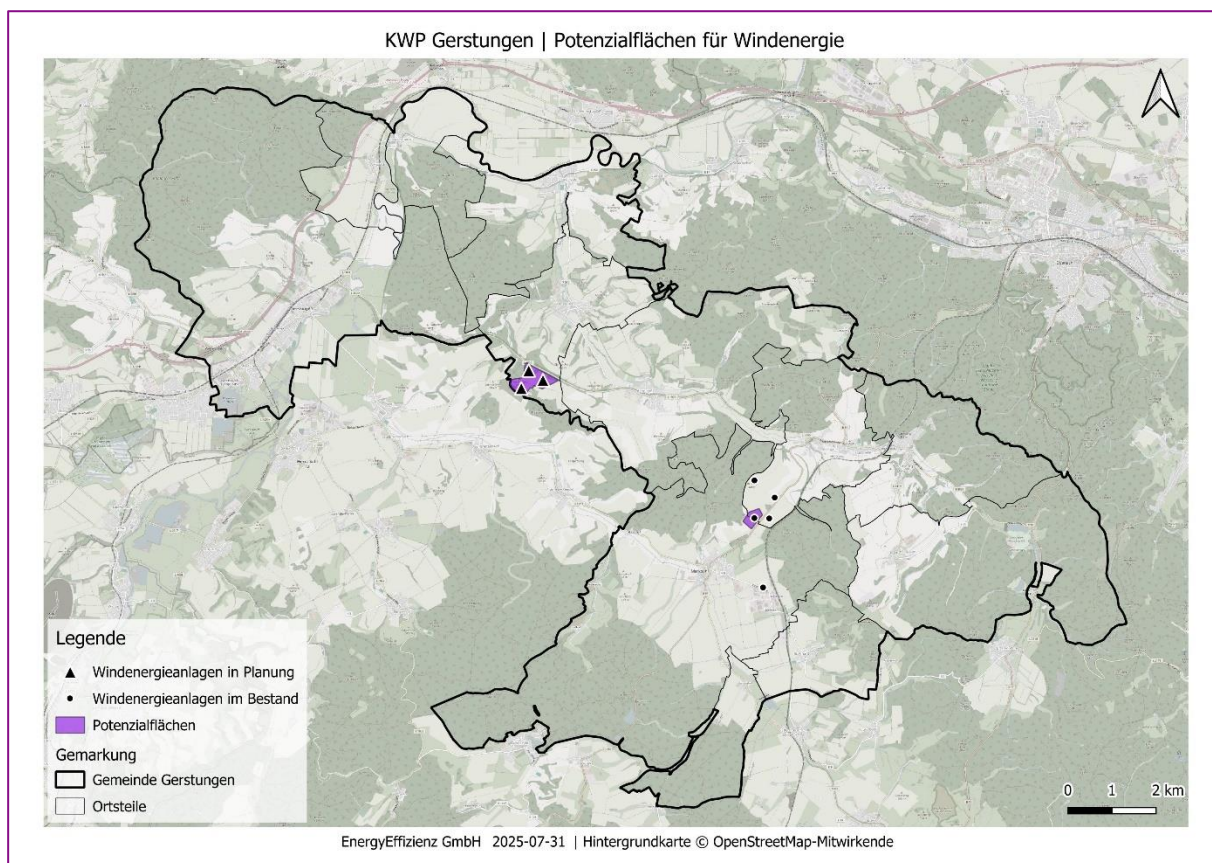 KWP Gerstungen | Potenzialflächen für Windenergie
Legende
Windenergieanlagen in Planung
Windenergieanlagen im Bestand
Potenzialflächen
Gemarkung
Gemeinde Gerstungen
Ortsteile
0 1 2 km
EnergyEffizienz GmbH 2025-07-31 | Hintergrundkarte © OpenStreetMap-Mitwirkende